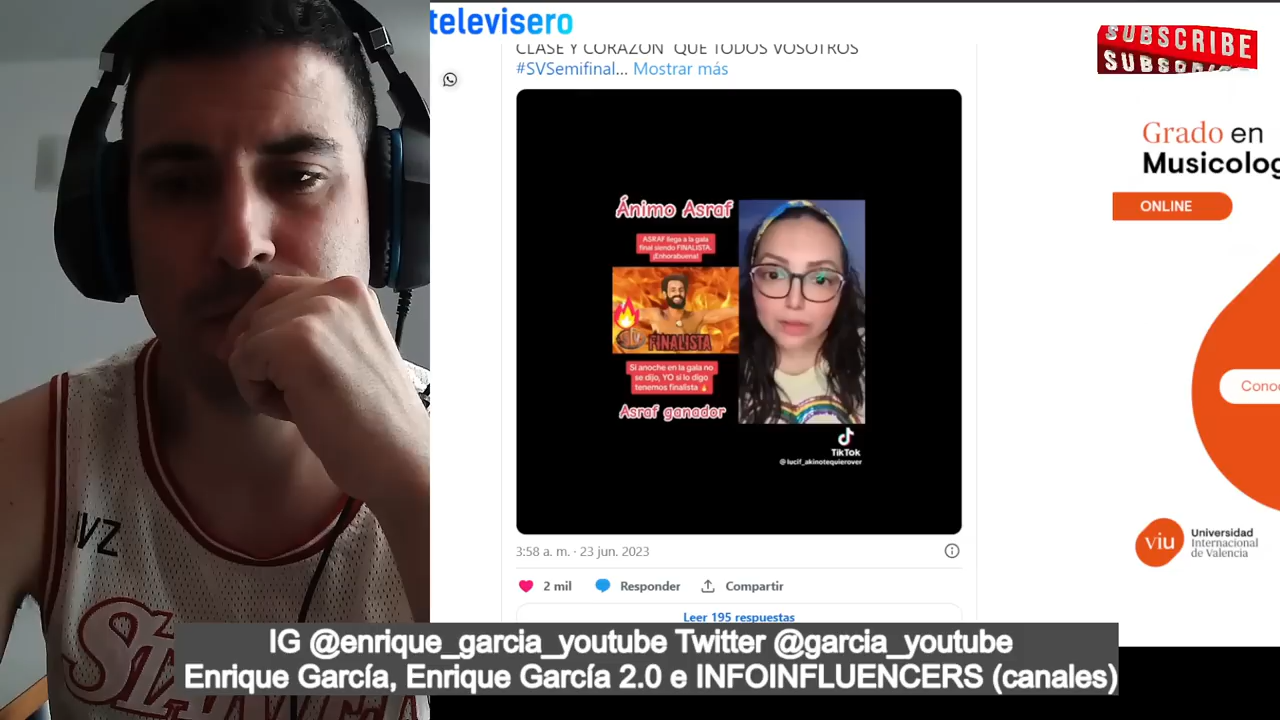 televisero
CLASE Y CORAZÓN QUE TODOS VOSOTROS
#SVSemifinal... Mostrar más
SUBSCRIBE
Grado en
Musicolog
ONLINE
Ánimo Asraf
ASRAF llega a la gala
final siendo FINALISTA.
¡Enhorabuena!
FINALISTA
Si anoche en la gala no
se dijo, YO si lo digo
tenemos finalista
Asraf ganador
TikTok
@lucif_akinotequierover
Cono
viu
Universidad
Internacional
de Valencia
3:58 a. m. · 23 jun. 2023
2 mil
Responder
Compartir
Leer 195 respuestas
IG @enrique_garcia_youtube Twitter @garcia_youtube
Enrique García, Enrique García 2.0 e INFOINFLUENCERS (canales)